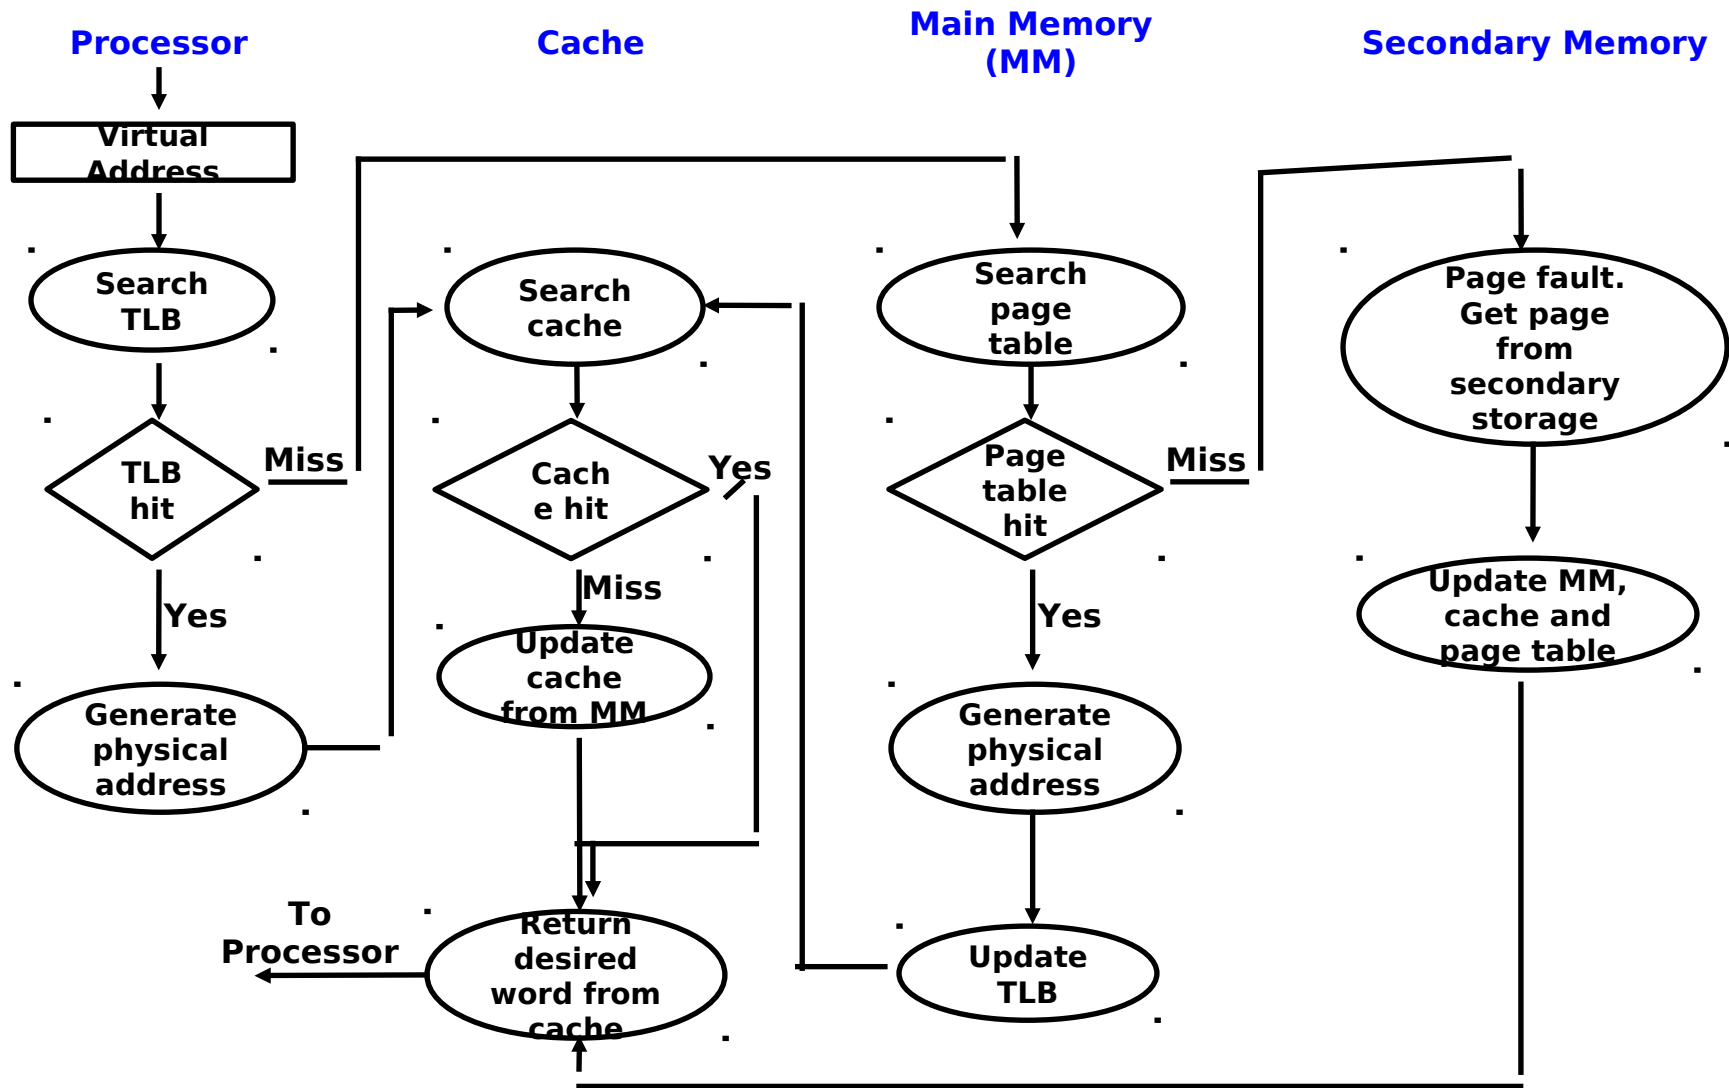 Processor
Cache
Main Memory
(MM)
Secondary Memory
Virtual
Address
Search
TLB
TLB
hit
Miss
Yes
Generate
physical
address
Search
cache
Cach
e hit
Yes
Miss
Update
cache
from MM
Return
desired
word from
cache
To
Processor
Search
page
table
Page
table
hit
Miss
Yes
Generate
physical
address
Update
TLB
Page fault.
Get page
from
secondary
storage
Update MM,
cache and
page table